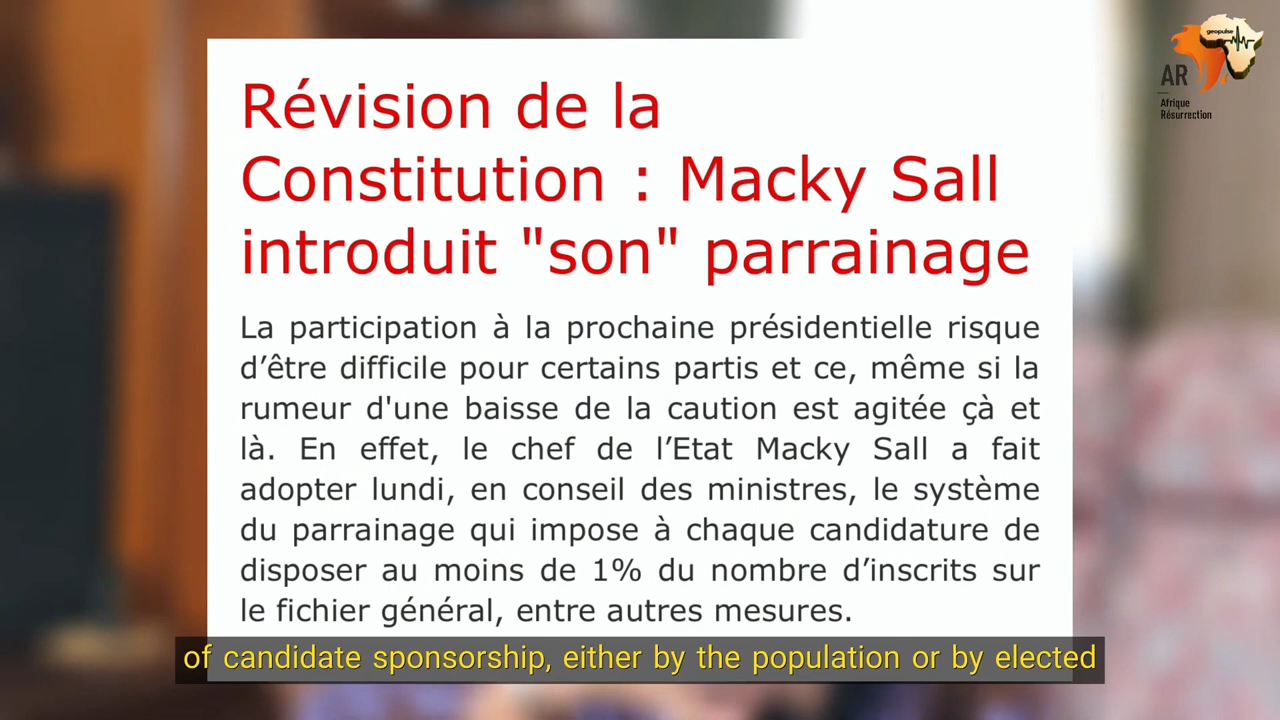 geopulse
AR
Afrique
Résurrection
Révision de la
Constitution : Macky Sall
introduit "son" parrainage
La participation à la prochaine présidentielle risque
d’être difficile pour certains partis et ce, même si la
rumeur d'une baisse de la caution est agitée çà et
là. En effet, le chef de l’Etat Macky Sall a fait
adopter lundi, en conseil des ministres, le système
du parrainage qui impose à chaque candidature de
disposer au moins de 1% du nombre d’inscrits sur
le fichier général, entre autres mesures.
of candidate sponsorship, either by the population or by elected